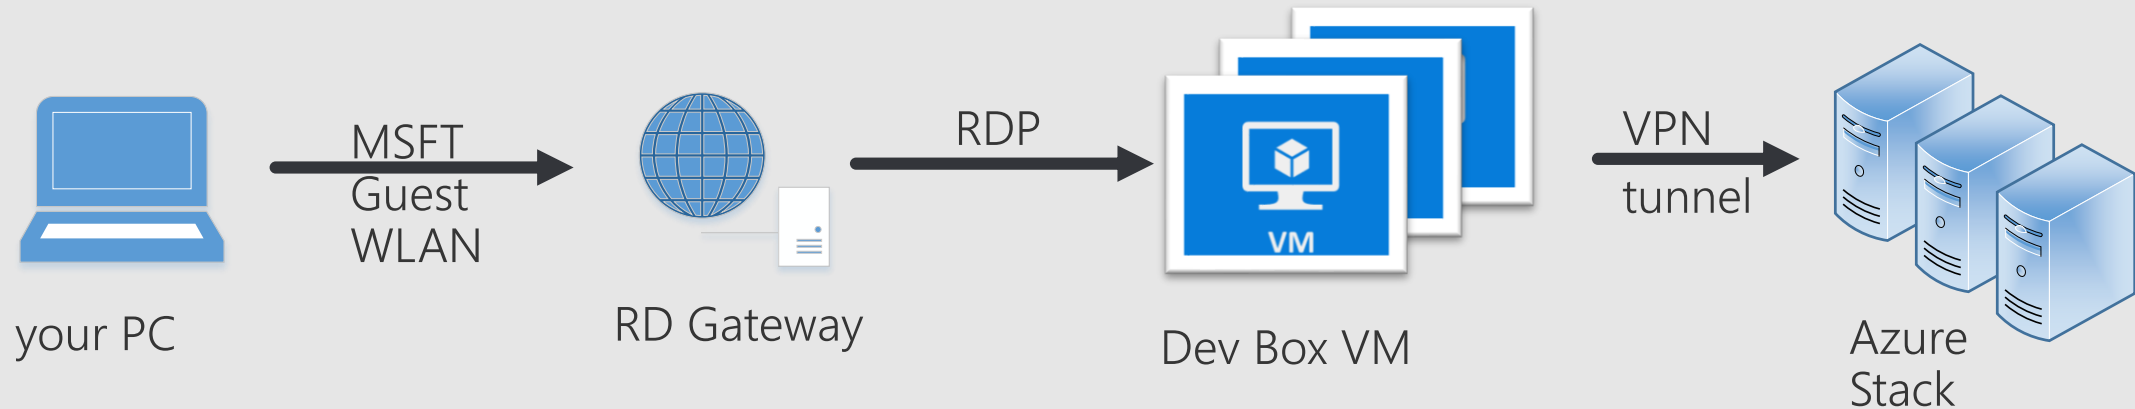 MSFT
Guest
WLAN
RDP
VPN
tunnel
VM
your PC
RD Gateway
Dev Box VM
Azure
Stack